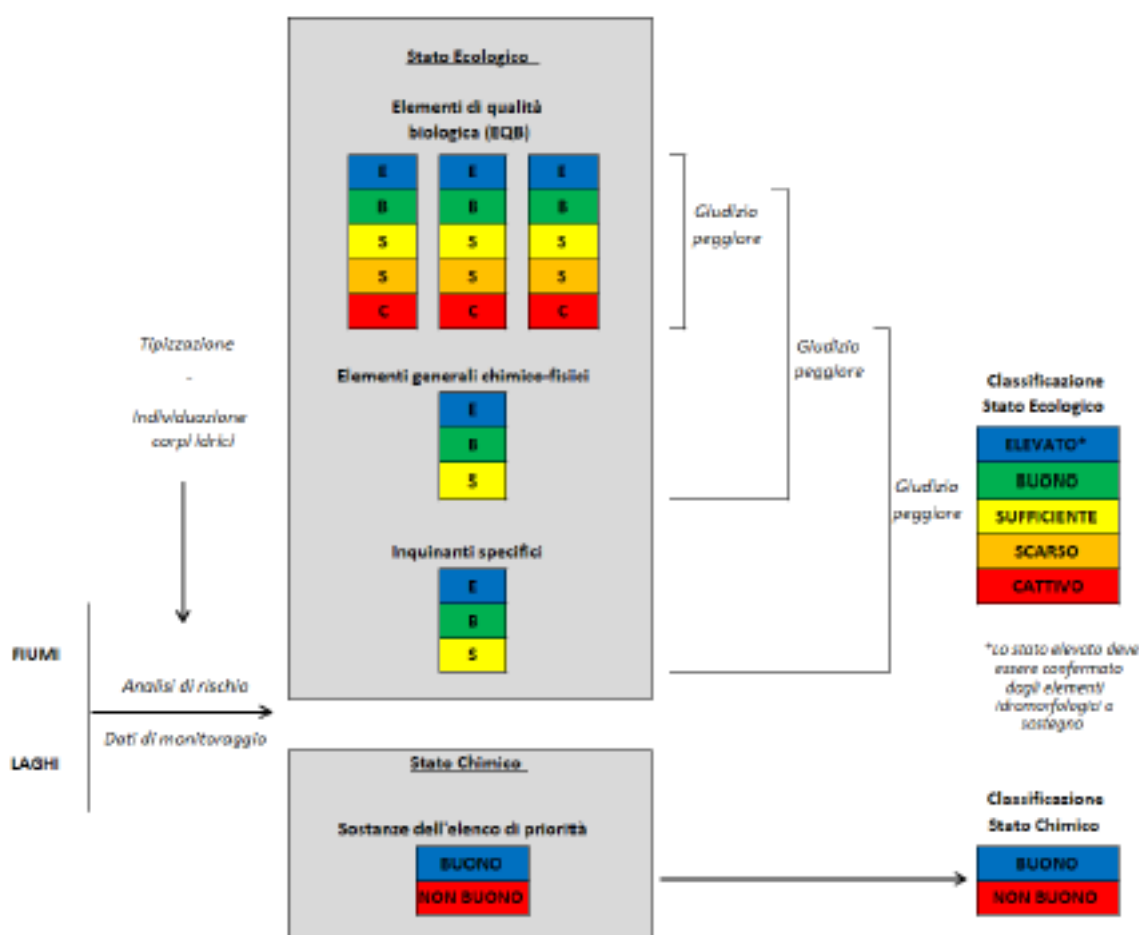 Stato Ecologico
Elementi di qualità
biologica (EQB)
E E E
B B B
S S S
S S S
C C C
Giudizio
peggiore
Giudizio
peggiore
Giudizio
peggiore
Elementi generali chimico-fisiici
E
B
S
Inquinanti specifici
E
B
S
Tipizzazione
-
Individuazione
corpi idrici
FIUMI
LAGHI
Analisi di rischio
Dati di monitoraggio
Classificazione
Stato Ecologico
ELEVATO*
BUONO
SUFFICIENTE
SCARSO
CATTIVO
*Lo stato elevato deve
essere confermato
dagli elementi
idromorfologici a
sostegno
Stato Chimico
Sostanze dell'elenco di priorità
BUONO
NON BUONO
Classificazione
Stato Chimico
BUONO
NON BUONO